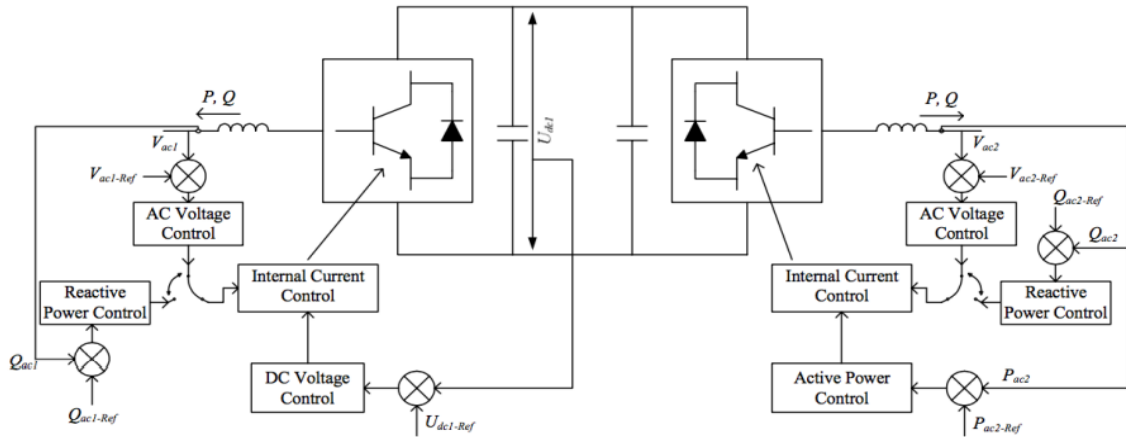 P, Q
P, Q
U_dc1
V_ac1
V_ac2
V_ac1-Ref
V_ac2-Ref
Q_ac2-Ref
AC Voltage
Control
AC Voltage
Control
Q_ac2
Internal Current
Control
Internal Current
Control
Reactive
Power Control
Reactive
Power Control
Q_ac1
DC Voltage
Control
Active Power
Control
P_ac2
Q_ac1-Ref
U_dc1-Ref
P_ac2-Ref